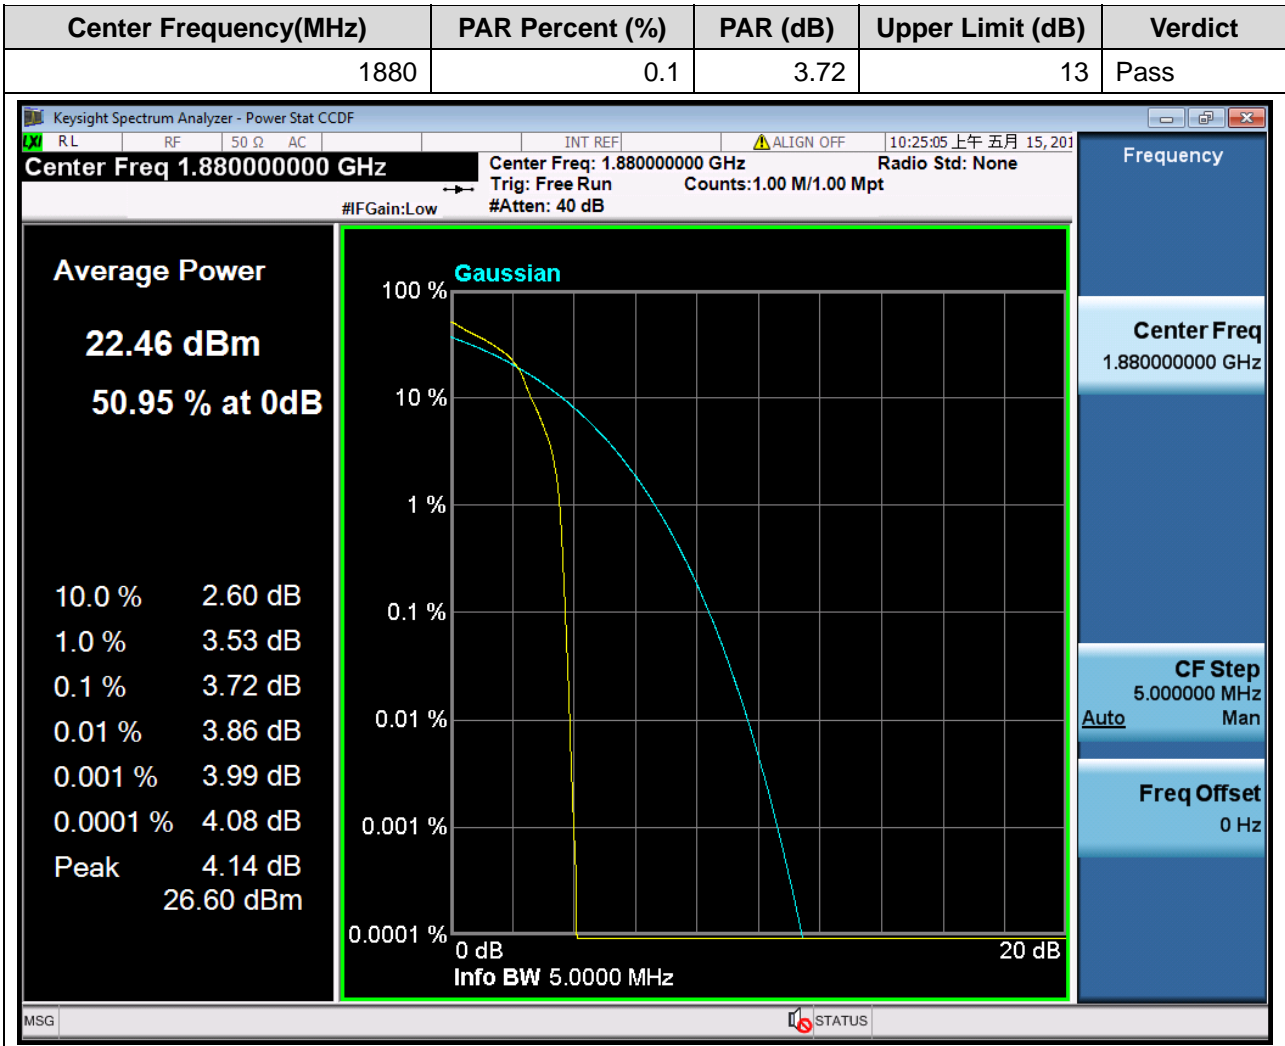 Center Frequency(MHz) PAR Percent (%) PAR (dB) Upper Limit (dB) Verdict
1880 0.1 3.72 13 Pass
Keysight Spectrum Analyzer - Power Stat CCDF
LXI RL RF 50 Ω AC INT REF ALIGN OFF 10:25:05 上午 五月 15, 201
Center Freq 1.880000000 GHz
Center Freq: 1.880000000 GHz Radio Std: None
Trig: Free Run Counts:1.00 M/1.00 Mpt
#IFGain:Low #Atten: 40 dB
Average Power
22.46 dBm
50.95 % at 0dB
10.0 % 2.60 dB
1.0 % 3.53 dB
0.1 % 3.72 dB
0.01 % 3.86 dB
0.001 % 3.99 dB
0.0001 % 4.08 dB
Peak 4.14 dB
26.60 dBm
Gaussian
100 %
10 %
1 %
0.1 %
0.01 %
0.001 %
0.0001 %
0 dB 20 dB
Info BW 5.0000 MHz
Frequency
Center Freq
1.880000000 GHz
CF Step
5.000000 MHz
Auto Man
Freq Offset
0 Hz
MSG STATUS